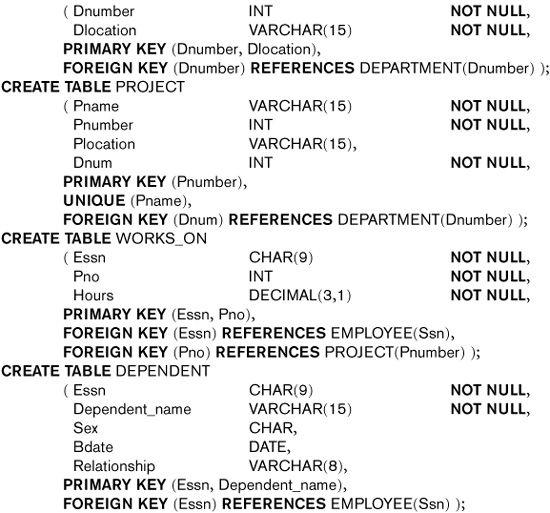 ( Dnumber INT NOT NULL,
Dlocation VARCHAR(15) NOT NULL,
PRIMARY KEY (Dnumber, Dlocation),
FOREIGN KEY (Dnumber) REFERENCES DEPARTMENT(Dnumber) );
CREATE TABLE PROJECT
( Pname VARCHAR(15) NOT NULL,
Pnumber INT NOT NULL,
Plocation VARCHAR(15),
Dnum INT NOT NULL,
PRIMARY KEY (Pnumber),
UNIQUE (Pname),
FOREIGN KEY (Dnum) REFERENCES DEPARTMENT(Dnumber) );
CREATE TABLE WORKS_ON
( Essn CHAR(9) NOT NULL,
Pno INT NOT NULL,
Hours DECIMAL(3,1) NOT NULL,
PRIMARY KEY (Essn, Pno),
FOREIGN KEY (Essn) REFERENCES EMPLOYEE(Ssn),
FOREIGN KEY (Pno) REFERENCES PROJECT(Pnumber) );
CREATE TABLE DEPENDENT
( Essn CHAR(9) NOT NULL,
Dependent_name VARCHAR(15) NOT NULL,
Sex CHAR,
Bdate DATE,
Relationship VARCHAR(8),
PRIMARY KEY (Essn, Dependent_name),
FOREIGN KEY (Essn) REFERENCES EMPLOYEE(Ssn) );